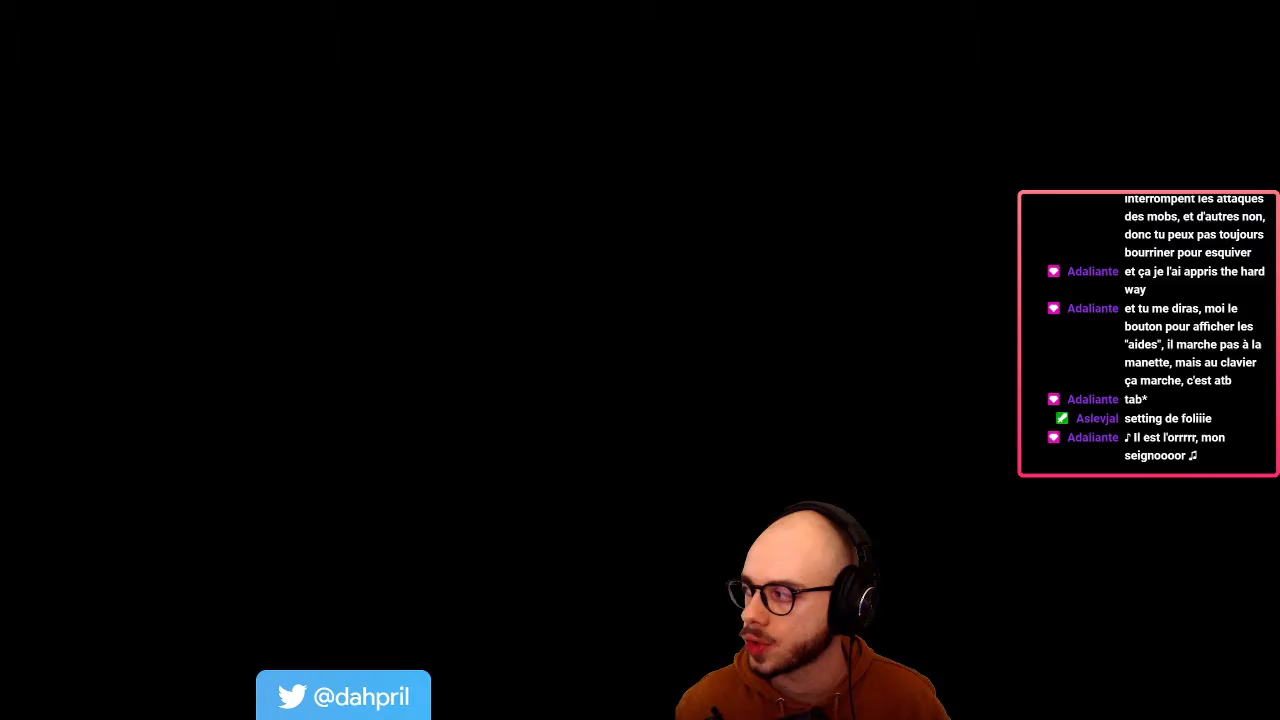 interrompent les attaques
des mobs, et d'autres non,
donc tu peux pas toujours
bourriner pour esquiver
Adaliante et ça je l'ai appris the hard
way
Adaliante et tu me diras, moi le
bouton pour afficher les
"aides", il marche pas à la
manette, mais au clavier
ça marche, c'est atb
Adaliante tab*
Aslevjal setting de foliiie
Adaliante ♪ Il est l'orrrrr, mon
seignoooor ♫
@dahpril